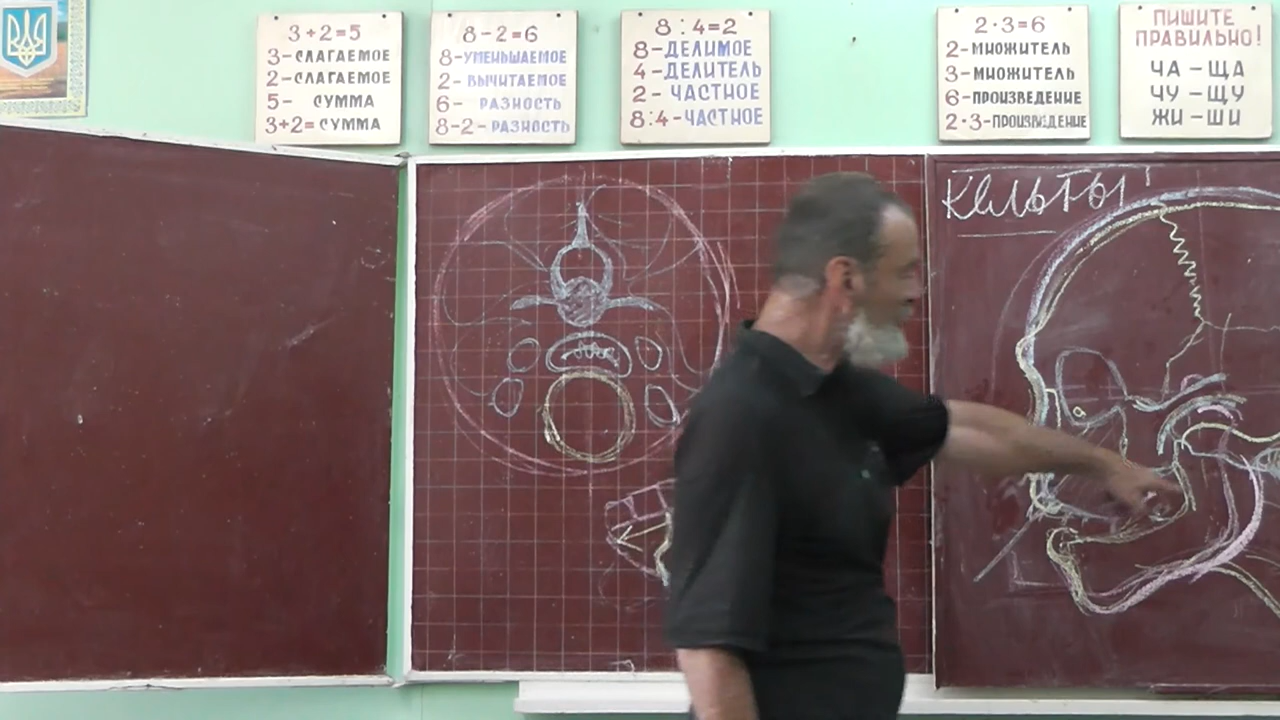 3+2=5
3-СЛАГАЕМОЕ
2-СЛАГАЕМОЕ
5- СУММА
3+2=СУММА
8-2=6
8-УМЕНЬШАЕМОЕ
2-ВЫЧИТАЕМОЕ
6- РАЗНОСТЬ
8-2-РАЗНОСТЬ
8:4=2
8-ДЕЛИМОЕ
4-ДЕЛИТЕЛЬ
2-ЧАСТНОЕ
8:4-ЧАСТНОЕ
2·3=6
2-МНОЖИТЕЛЬ
3-МНОЖИТЕЛЬ
6-ПРОИЗВЕДЕНИЕ
2·3-ПРОИЗВЕДЕНИЕ
ПИШИТЕ
ПРАВИЛЬНО!
ЧА-ЩА
ЧУ-ЩУ
ЖИ-ШИ
Кельты